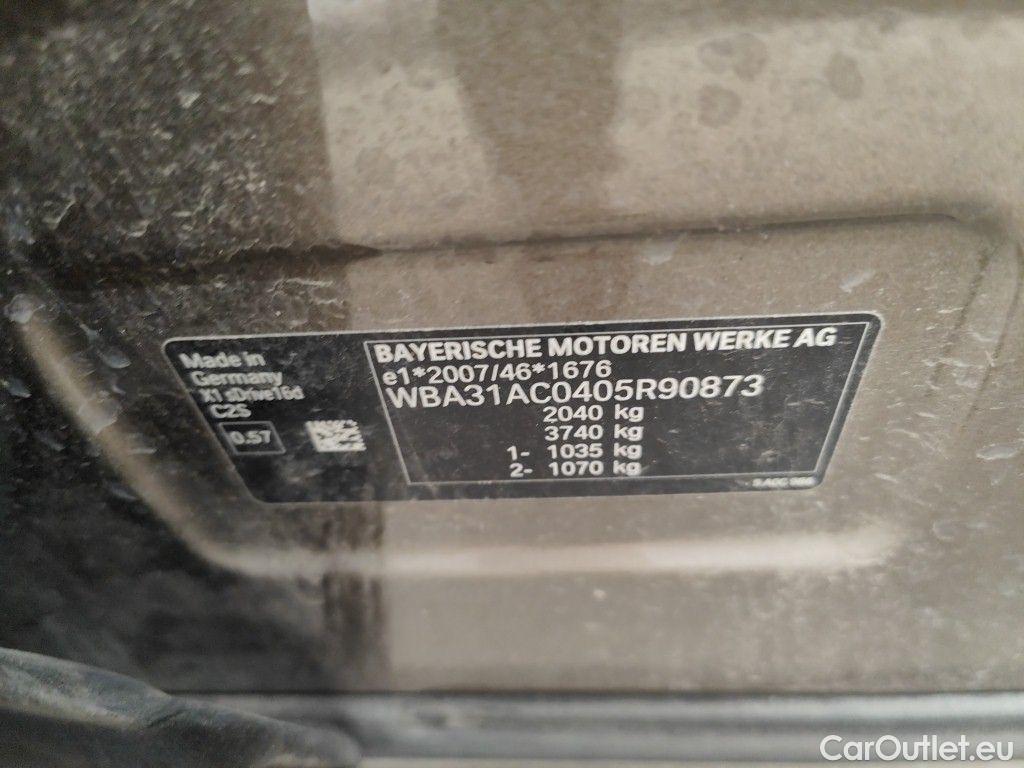 Made in
Germany
X1 sDrive16d
C2S
0.57
BAYERISCHE MOTOREN WERKE AG
e1*2007/46*1676
WBA31AC0405R90873
2040 kg
3740 kg
1- 1035 kg
2- 1070 kg
CarOutlet.eu